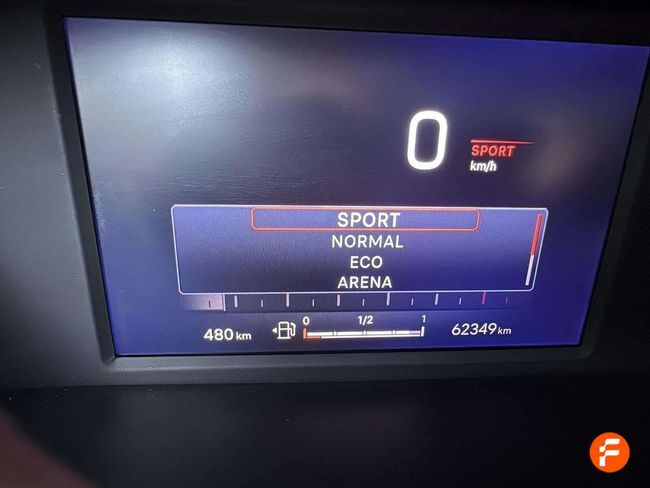 0
SPORT
km/h
SPORT
NORMAL
ECO
ARENA
480 km
0 1/2 1
62349 km